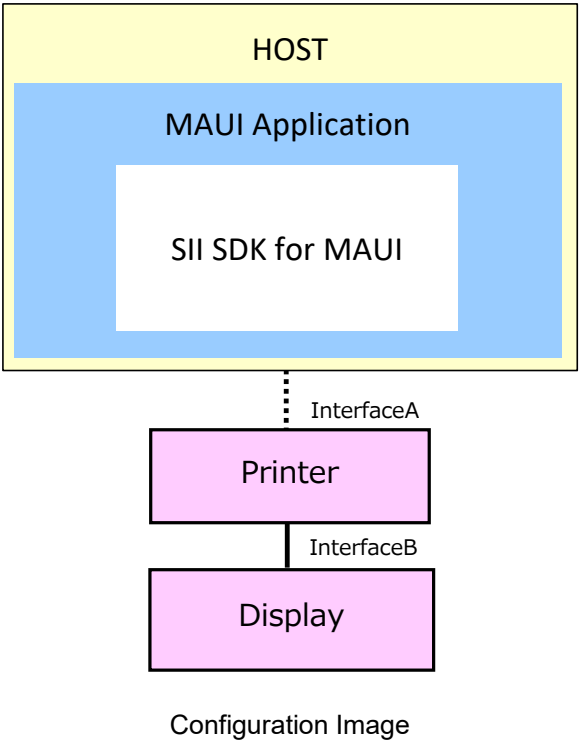 HOST
MAUI Application
SII SDK for MAUI
InterfaceA
Printer
InterfaceB
Display
Configuration Image